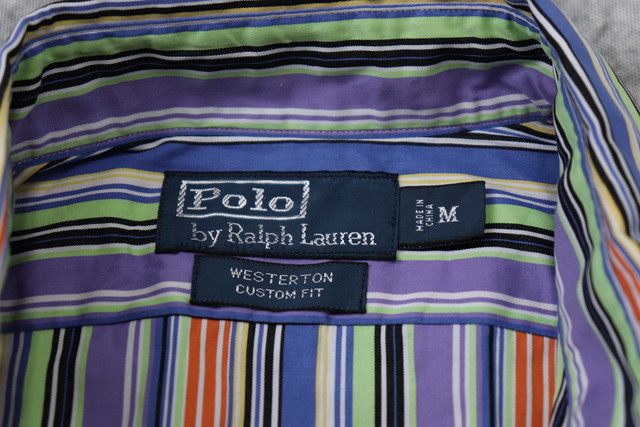 Polo
by Ralph Lauren
MADE IN
CHINA
M
WESTERTON
CUSTOM FIT